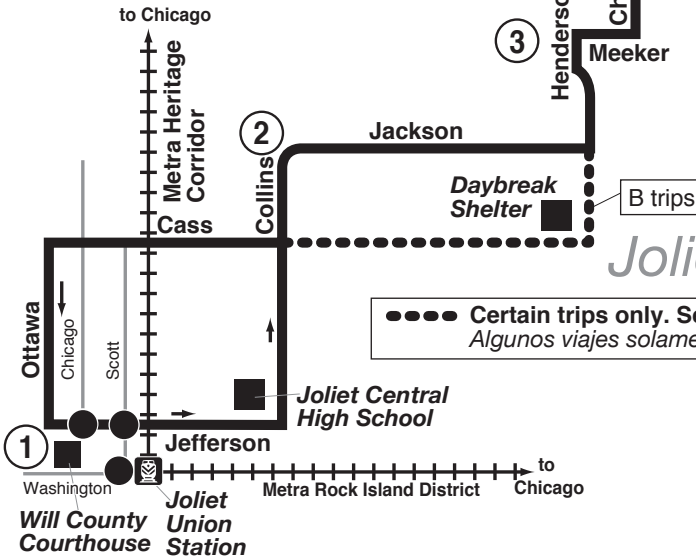 to Chicago
Metra Heritage
Corridor
3
Meeker
2
Jackson
Collins
Daybreak
Shelter
B trips
Cass
Certain trips only.
Algunos viajes
Ottawa
Chicago
Scott
Joliet Central
High School
1
Jefferson
Washington
Metra Rock Island District
to
Chicago
Will County
Courthouse
Joliet
Union
Station